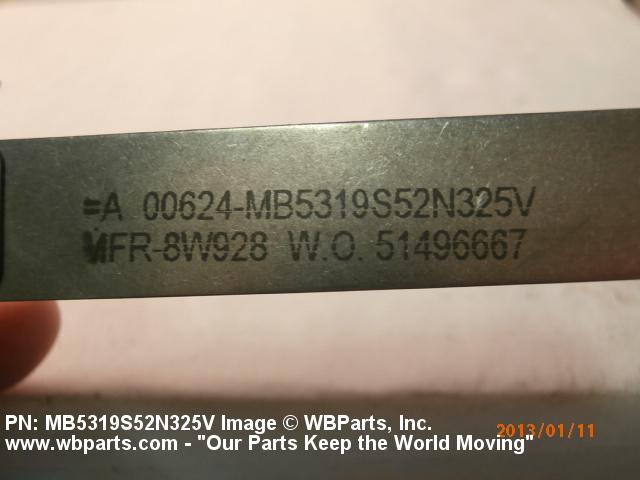 =A 00624-MB5319S52N325V
MFR-8W928 W.O. 51496667
PN: MB5319S52N325V Image © WBParts, Inc.
2013/01/11
www.wbparts.com - "Our Parts Keep the World Moving"